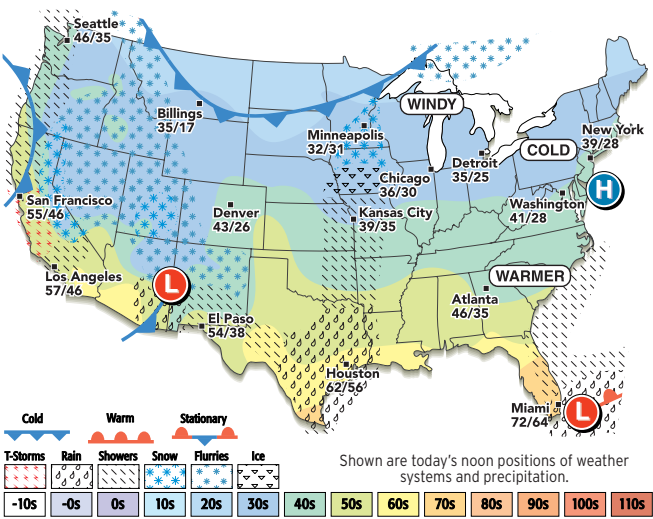 Seattle
46/35
Billings
35/17
WINDY
Minneapolis
32/31
New York
39/28
COLD
Detroit
35/25
Chicago
36/30
H
San Francisco
55/46
Denver
43/26
Kansas City
39/35
Washington
41/28
Los Angeles
57/46
L
WARMER
Atlanta
46/35
El Paso
54/38
Houston
62/56
Miami
72/64
L
Cold
Warm
Stationary
T-Storms Rain Showers Snow Flurries Ice
Shown are today's noon positions of weather
systems and precipitation.
-10s -0s 0s 10s 20s 30s 40s 50s 60s 70s 80s 90s 100s 110s